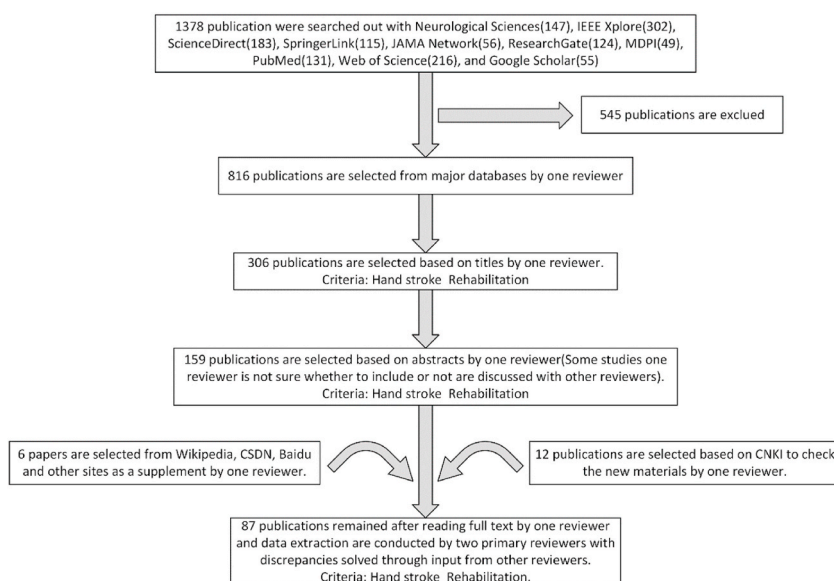 1378 publication were searched out with Neurological Sciences(147), IEEE Xplore(302),
ScienceDirect(183), SpringerLink(115), JAMA Network(56), ResearchGate(124), MDPI(49),
PubMed(131), Web of Science(216), and Google Scholar(55)
545 publications are exclued
816 publications are selected from major databases by one reviewer
306 publications are selected based on titles by one reviewer.
Criteria: Hand stroke Rehabilitation
159 publications are selected based on abstracts by one reviewer(Some studies one
reviewer is not sure whether to include or not are discussed with other reviewers).
Criteria: Hand stroke Rehabilitation
6 papers are selected from Wikipedia, CSDN, Baidu
and other sites as a supplement by one reviewer.
12 publications are selected based on CNKI to check
the new materials by one reviewer.
87 publications remained after reading full text by one reviewer
and data extraction are conducted by two primary reviewers with
discrepancies solved through input from other reviewers.
Criteria: Hand stroke Rehabilitation.